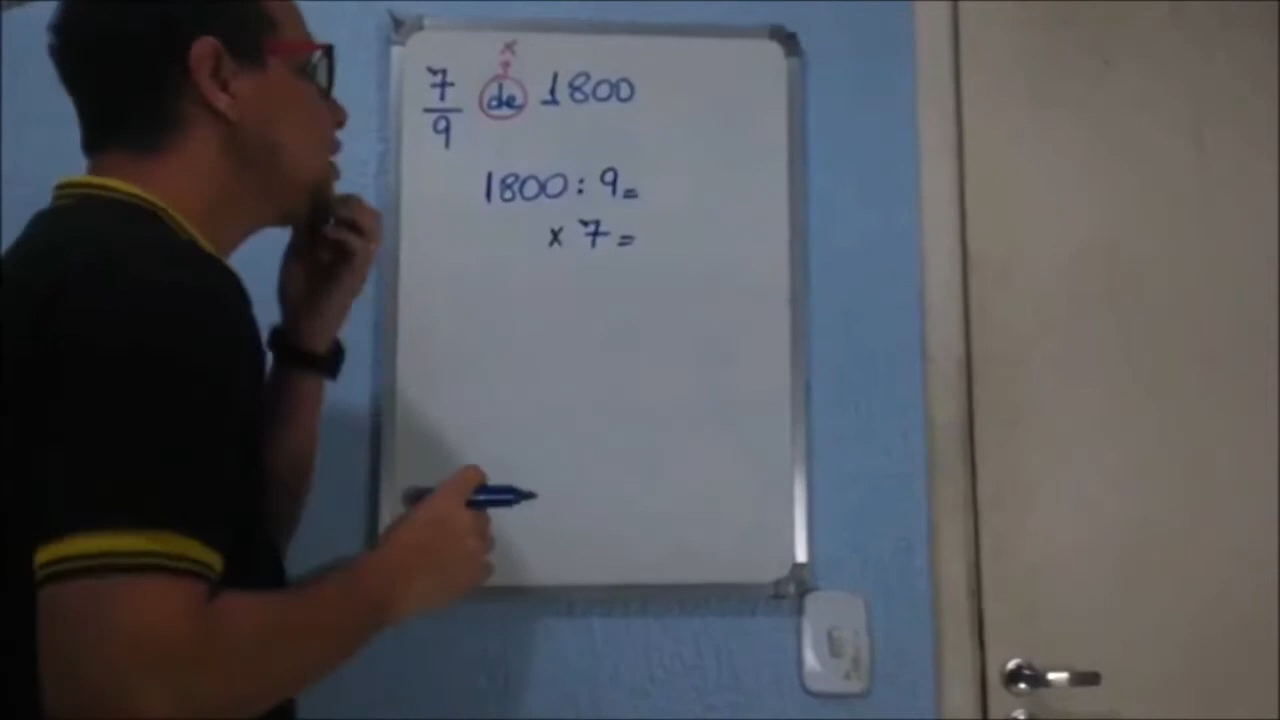 x
7/9 de 1800
1800 : 9 =
x 7 =